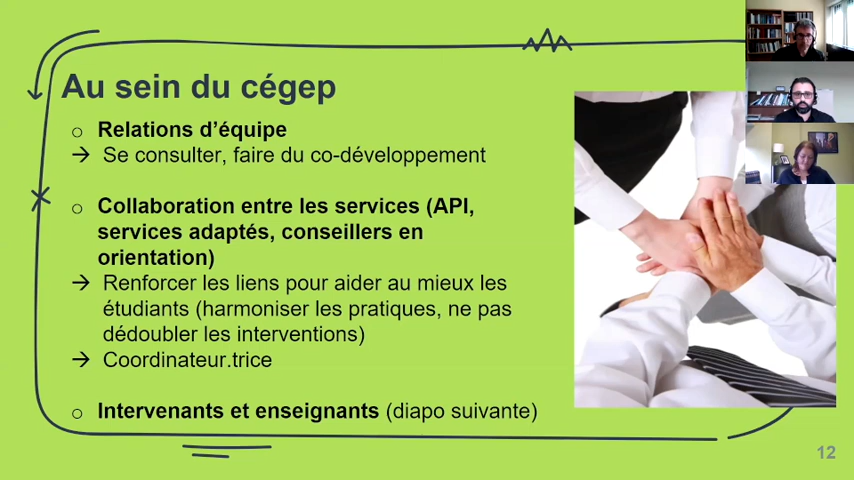 Au sein du cégep
o Relations d'équipe
→ Se consulter, faire du co-développement
o Collaboration entre les services (API,
services adaptés, conseillers en
orientation)
→ Renforcer les liens pour aider au mieux les
étudiants (harmoniser les pratiques, ne pas
dédoubler les interventions)
→ Coordinateur.trice
o Intervenants et enseignants (diapo suivante)
12